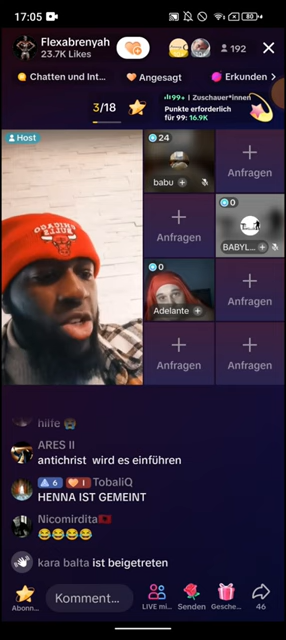 17:05
80
Flexabrenyah
23.7K Likes
192
Chatten und Int...
Angesagt
Erkunden
3/18
99+ | Zuschauer*innen
Punkte erforderlich
für 99: 16.9K
Host
24
babu
Anfragen
Anfragen
0
BABYL...
0
Adelante
Anfragen
Anfragen
Anfragen
hilfe 😭
ARES II
antichrist wird es einführen
6
1
TobaliQ
HENNA IST GEMEINT
Nicomirdita🇦🇱
😂😂😂😂
kara balta ist beigetreten
Abonn...
Komment...
LIVE mi...
Senden
Gesche...
46